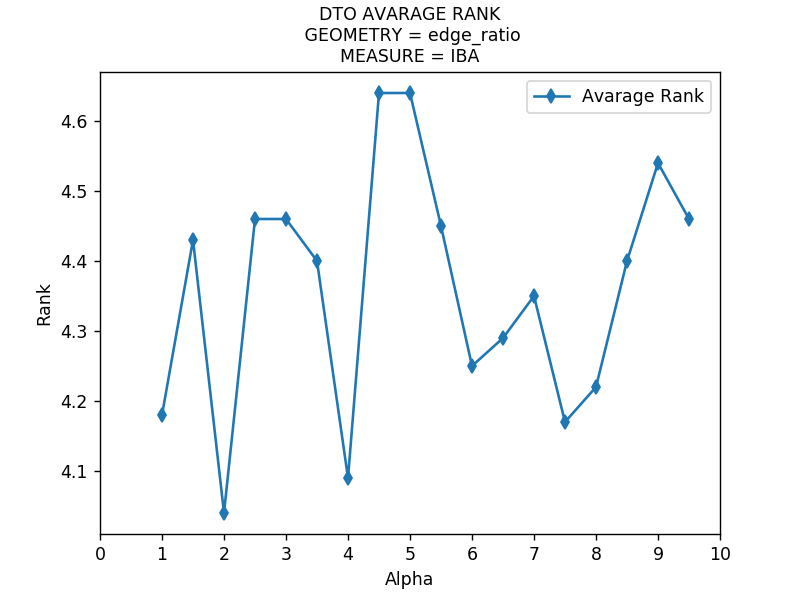 DTO AVARAGE RANK
GEOMETRY = edge_ratio
MEASURE = IBA
Avarage Rank
4.6
4.5
4.4
4.3
4.2
4.1
Rank
0 1 2 3 4 5 6 7 8 9 10
Alpha